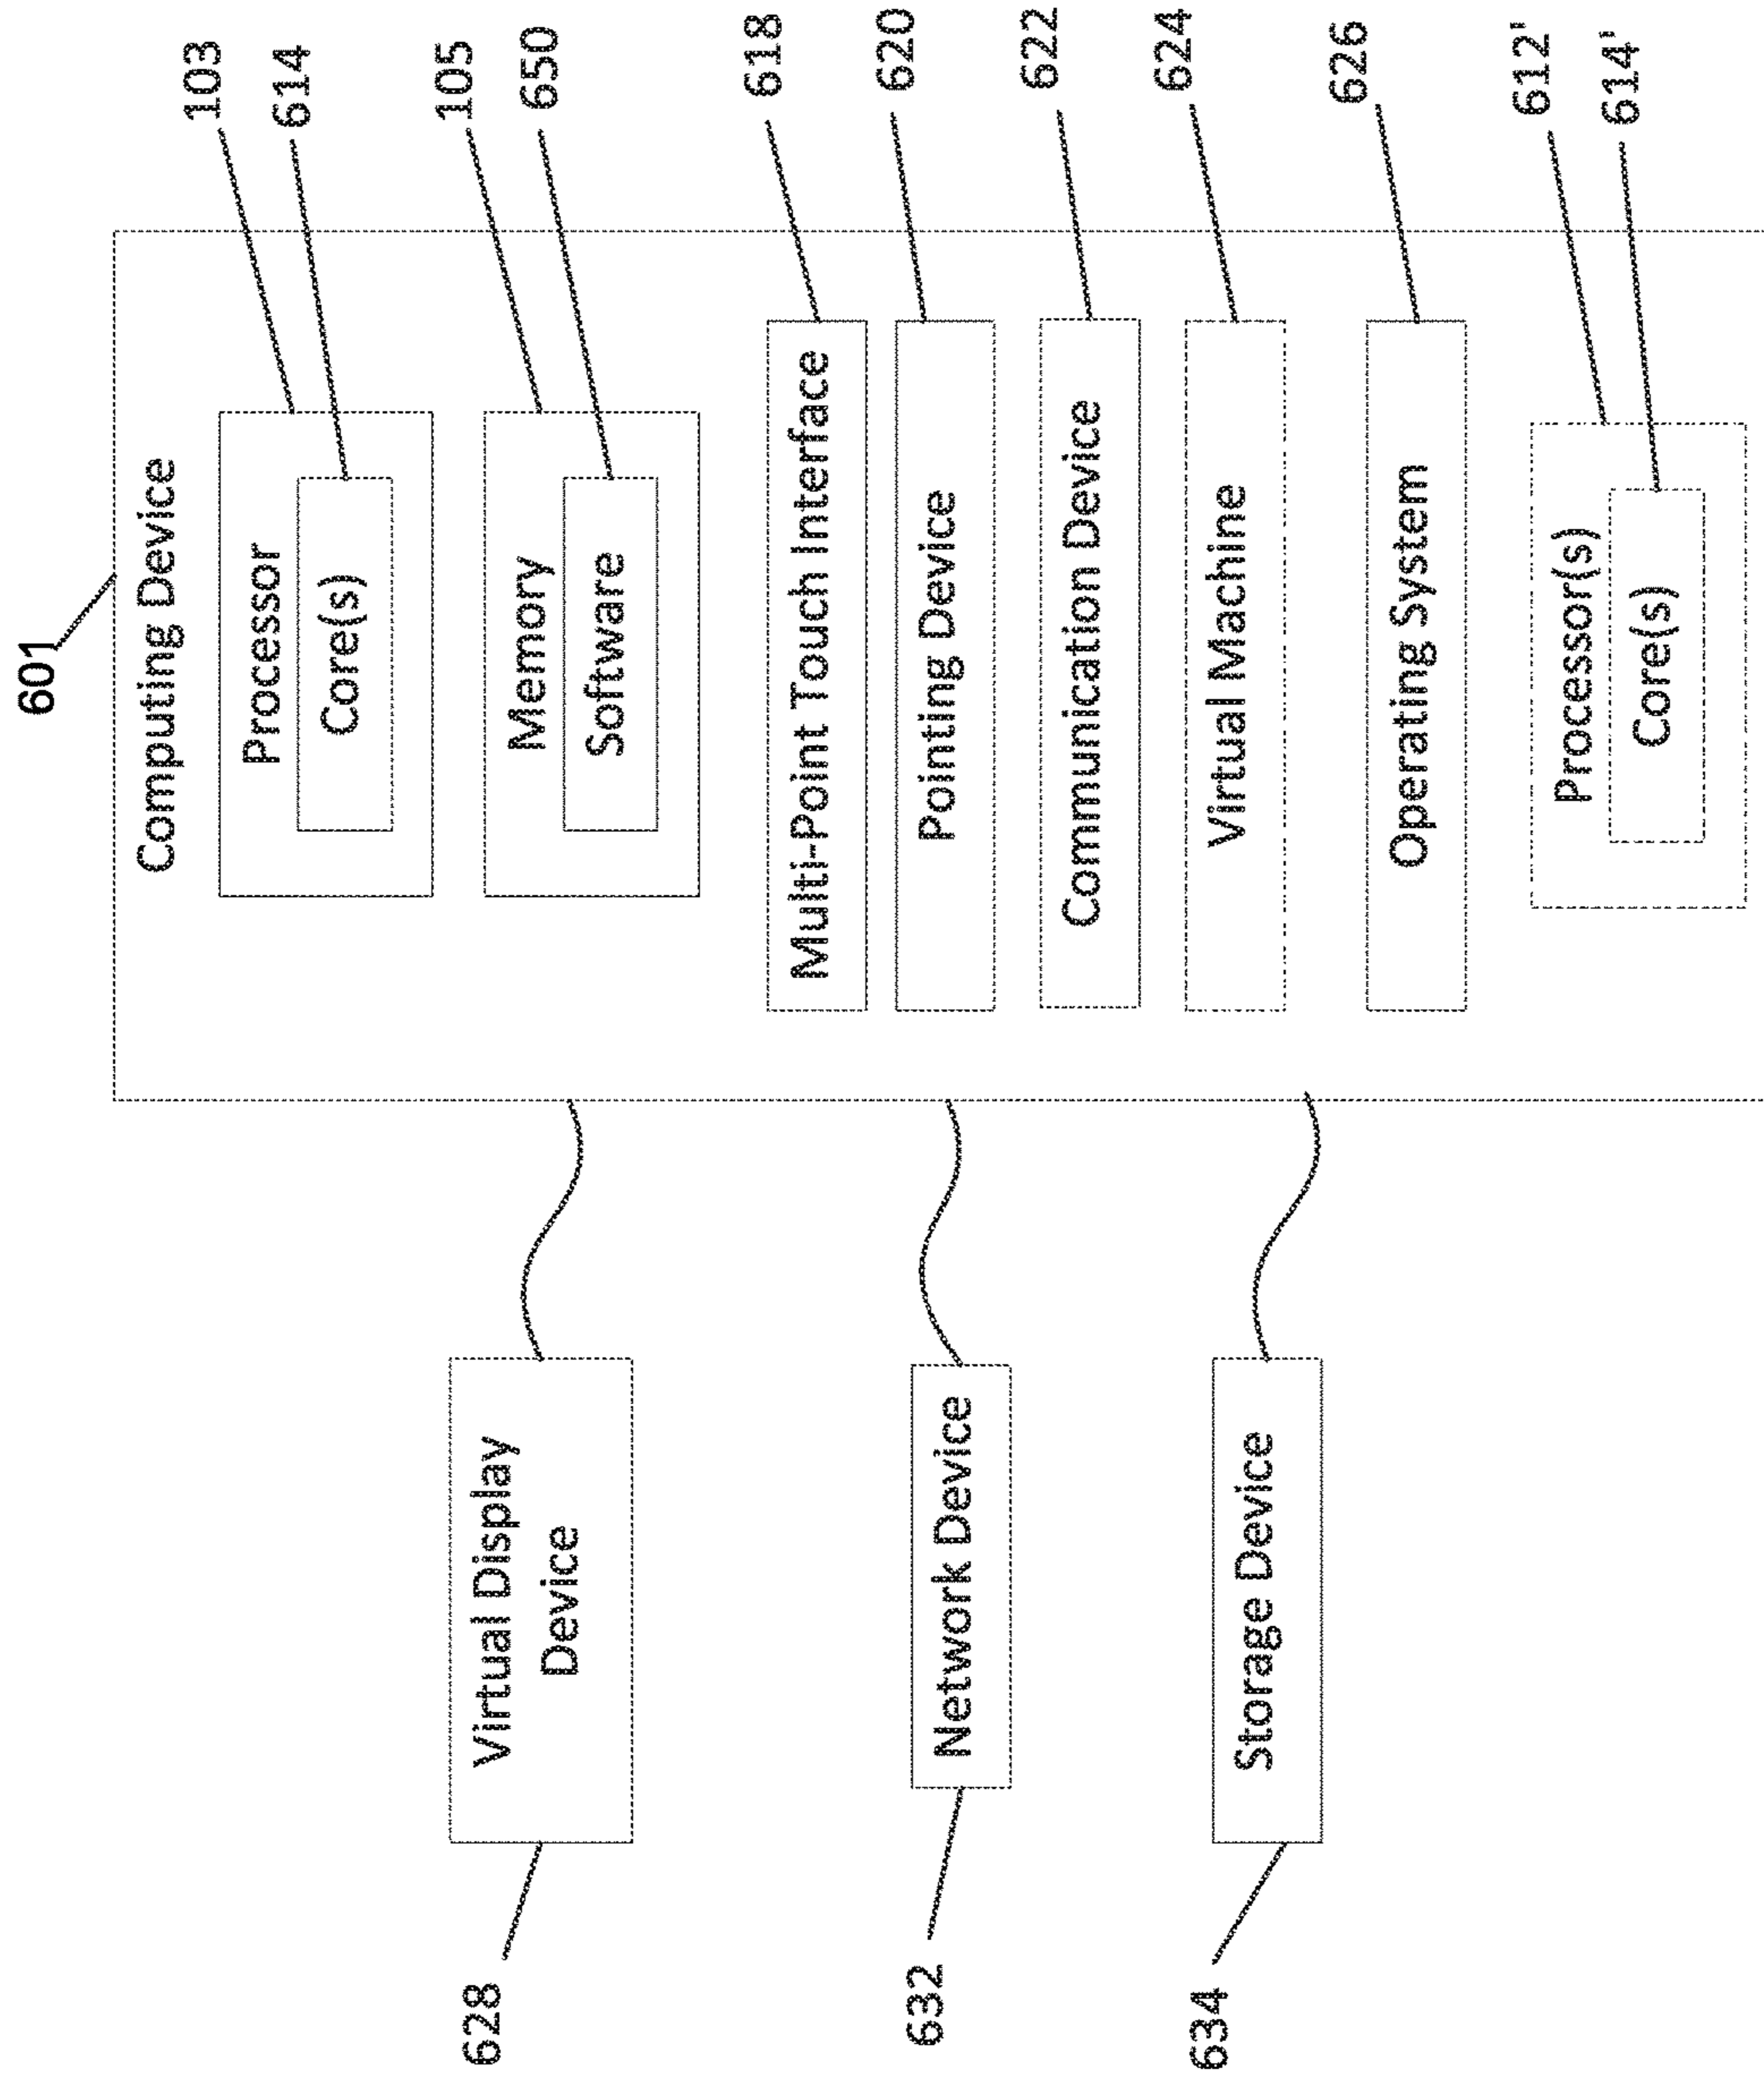 601
Computing Device
103
Processor
614
Core(s)
105
Memory
650
Software
618
Multi-Point Touch Interface
620
Pointing Device
622
Communication Device
624
Virtual Machine
626
Operating System
612'
Processor(s)
614'
Core(s)
628
Virtual Display
Device
632
Network Device
634
Storage Device